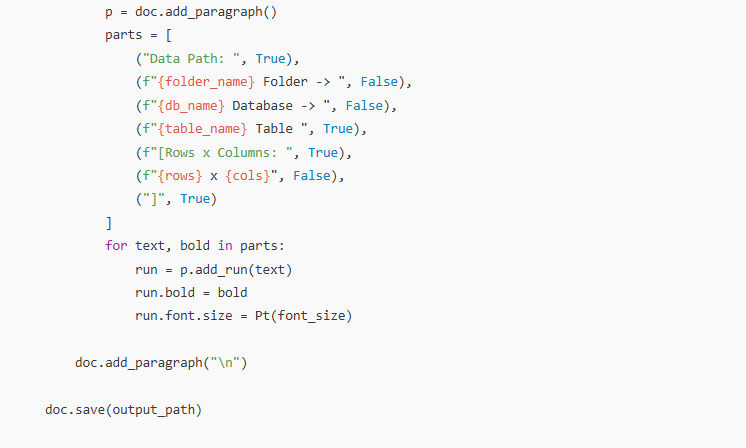 p = doc.add_paragraph()
parts = [
("Data Path: ", True),
(f"{folder_name} Folder -> ", False),
(f"{db_name} Database -> ", False),
(f"{table_name} Table ", True),
(f"[Rows x Columns: ", True),
(f"{rows} x {cols}", False),
("]", True)
]
for text, bold in parts:
run = p.add_run(text)
run.bold = bold
run.font.size = Pt(font_size)
doc.add_paragraph("\n")
doc.save(output_path)